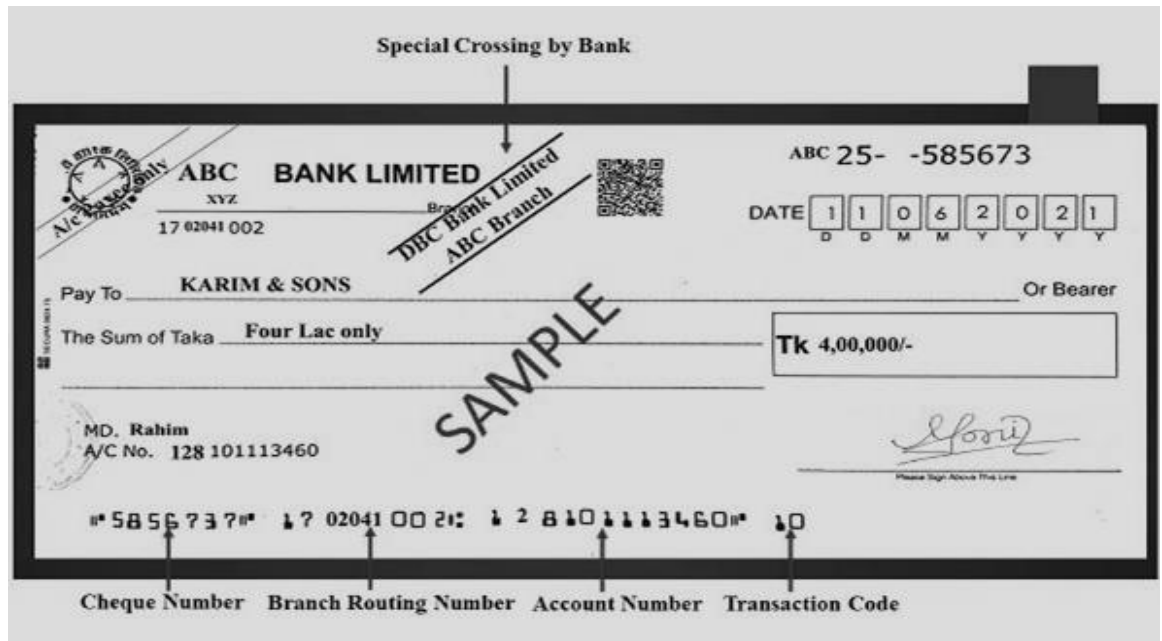 Special Crossing by Bank
A/c Payee only
ABC BANK LIMITED
XYZ
17 02041 002
DBC Bank Limited
ABC Branch
ABC 25- -585673
DATE 1 1 0 6 2 0 2 1
D D M M Y Y Y Y
Pay To KARIM & SONS Or Bearer
The Sum of Taka Four Lac only
Tk 4,00,000/-
SAMPLE
MD. Rahim
A/C No. 128 101113460
Please Sign Above This Line
⑈5856737⑈ 17 02041 002⑆ 12 8101113460⑈ 10
Cheque Number Branch Routing Number Account Number Transaction Code